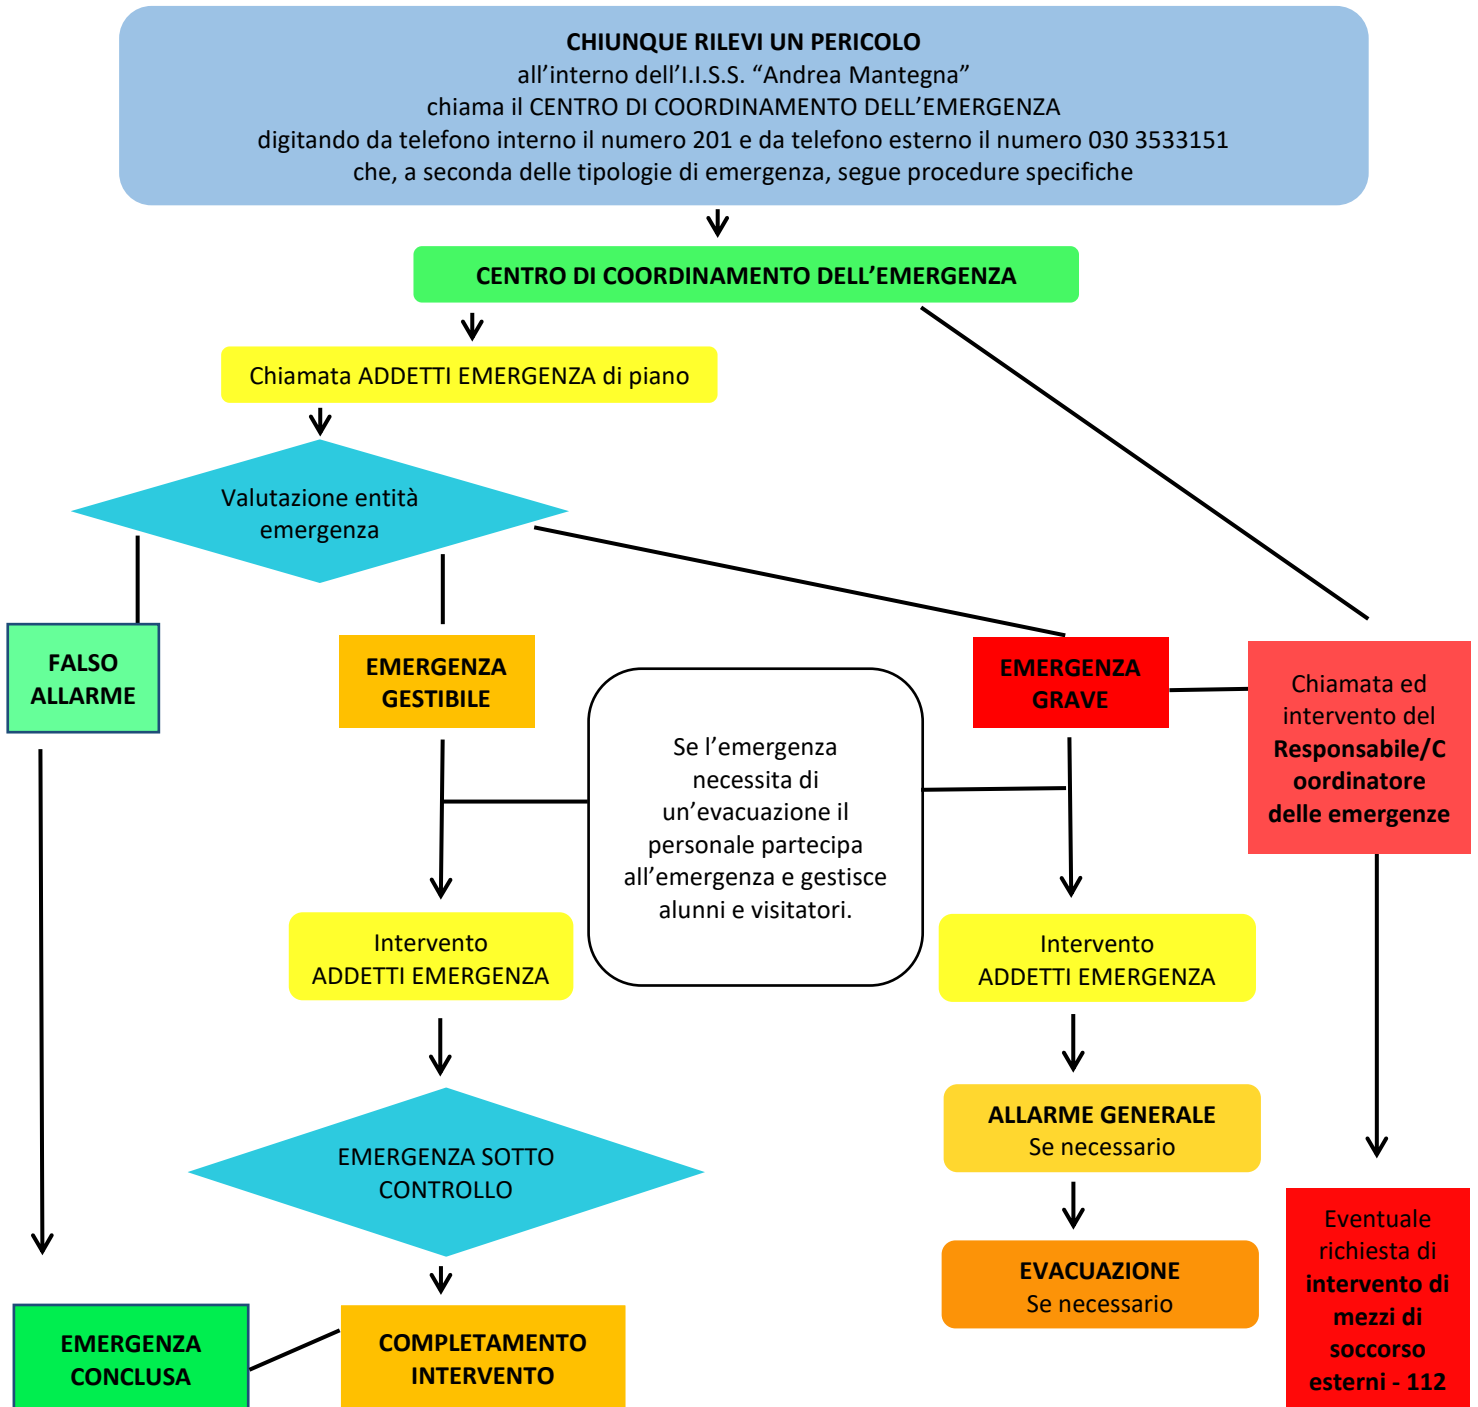 CHIUNQUE RILEVI UN PERICOLO
all’interno dell’I.I.S.S. “Andrea Mantegna”
chiama il CENTRO DI COORDINAMENTO DELL’EMERGENZA
digitando da telefono interno il numero 201 e da telefono esterno il numero 030 3533151
che, a seconda delle tipologie di emergenza, segue procedure specifiche
CENTRO DI COORDINAMENTO DELL’EMERGENZA
Chiamata ADDETTI EMERGENZA di piano
Valutazione entità
emergenza
FALSO
ALLARME
EMERGENZA
GESTIBILE
EMERGENZA
GRAVE
Chiamata ed
intervento del
Responsabile/C
oordinatore
delle emergenze
Se l’emergenza
necessita di
un’evacuazione il
personale partecipa
all’emergenza e gestisce
alunni e visitatori.
Intervento
ADDETTI EMERGENZA
Intervento
ADDETTI EMERGENZA
EMERGENZA SOTTO
CONTROLLO
ALLARME GENERALE
Se necessario
EVACUAZIONE
Se necessario
Eventuale
richiesta di
intervento di
mezzi di
soccorso
esterni - 112
EMERGENZA
CONCLUSA
COMPLETAMENTO
INTERVENTO